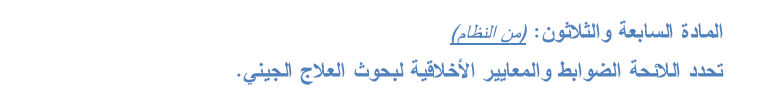 المادة السابعة والثلاثون: (من النظام)
تحدد اللائحة الضوابط والمعايير الأخلاقية لبحوث العلاج الجيني.